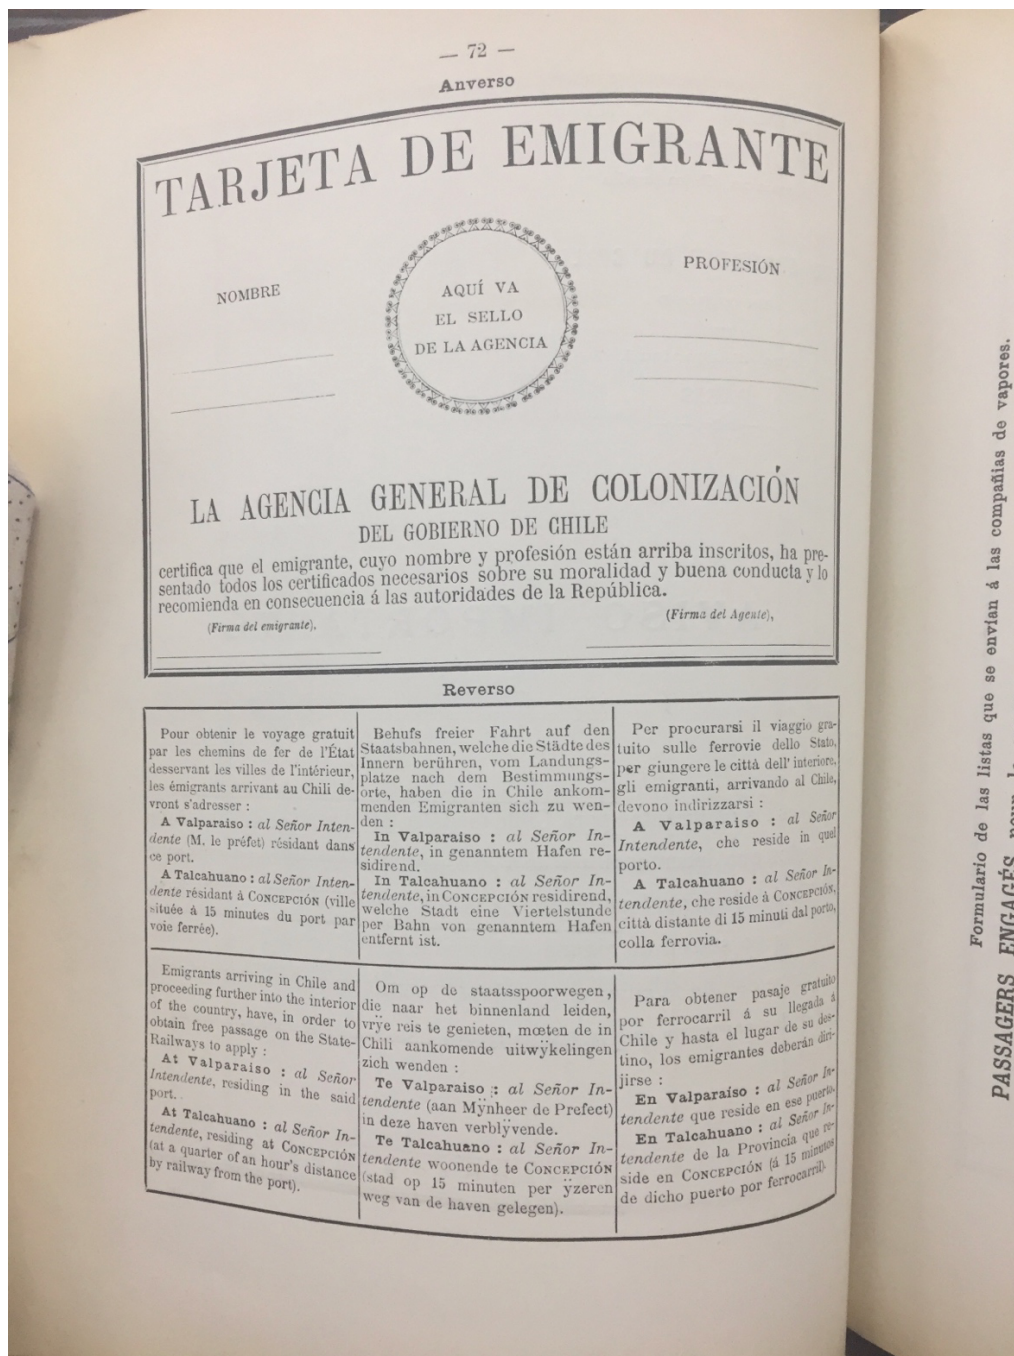 — 72 —
Anverso
TARJETA DE EMIGRANTE
NOMBRE
AQUÍ VA
EL SELLO
DE LA AGENCIA
PROFESIÓN
LA AGENCIA GENERAL DE COLONIZACIÓN
DEL GOBIERNO DE CHILE
certifica que el emigrante, cuyo nombre y profesión están arriba inscritos, ha pre-
sentado todos los certificados necesarios sobre su moralidad y buena conducta y lo
recomienda en consecuencia á las autoridades de la República.
(Firma del emigrante).
(Firma del Agente),
Reverso
Pour obtenir le voyage gratuit
par les chemins de fer de l'État
desservant les villes de l'intérieur,
les émigrants arrivant au Chili de-
vront s'adresser :
A Valparaiso : al Señor Inten-
dente (M. le préfet) résidant dans
ce port.
A Talcahuano : al Señor Inten-
dente résidant á CONCEPCIÓN (ville
située á 15 minutes du port par
voie ferrée).
Behufs freier Fahrt auf den
Staatsbahnen, welche die Städte des
Innern berühren, vom Landungs-
platze nach dem Bestimmungs-
orte, haben die in Chile ankom-
menden Emigranten sich zu wen-
den :
In Valparaiso : al Señor In-
tendente, in genanntem Hafen re-
sidirend.
In Talcahuano : al Señor In-
tendente, in CONCEPCIÓN residirend,
welche Stadt eine Viertelstunde
per Bahn von genanntem Hafen
entfernt ist.
Per procurarsi il viaggio gra-
tuito sulle ferrovie dello Stato,
per giungere le città dell' interiore,
gli emigranti, arrivando al Chile,
devono indirizzarsi :
A Valparaiso : al Señor
Intendente, che reside in quel
porto.
A Talcahuano : al Señor In-
tendente, che reside à CONCEPCIÓN,
città distante di 15 minuti dal porto,
colla ferrovia.
Emigrants arriving in Chile and
proceeding further into the interior
of the country, have, in order to
obtain free passage on the State-
Railways to apply :
At Valparaiso : al Señor
Intendente, residing in the said
port.
At Talcahuano : al Señor In-
tendente, residing at CONCEPCIÓN
(at a quarter of an hour's distance
by railway from the port).
Om op de staatsspoorwegen,
die naar het binnenland leiden,
vrÿe reis te genieten, mœten de in
Chili aankomende uitwÿkelingen
zich wenden :
Te Valparaiso : al Señor In-
tendente (aan Mÿnheer de Prefect)
in deze haven verblÿvende.
Te Talcahuano : al Señor In-
tendente woonende te CONCEPCIÓN
(stad op 15 minuten per ÿzeren
weg van de haven gelegen).
Para obtener pasaje gratuito
por ferrocarril á su llegada á
Chile y hasta el lugar de su des-
tino, los emigrantes deberán diri-
jirse :
En Valparaíso : al Señor In-
tendente que reside en ese puerto.
En Talcahuano : al Señor In-
tendente de la Provincia que re-
side en CONCEPCIÓN (á 15 minutos
de dicho puerto por ferrocarril).
Formulario de las listas que se envían á las compañías de vapores.
PASSAGERS ENGAGÉS pour